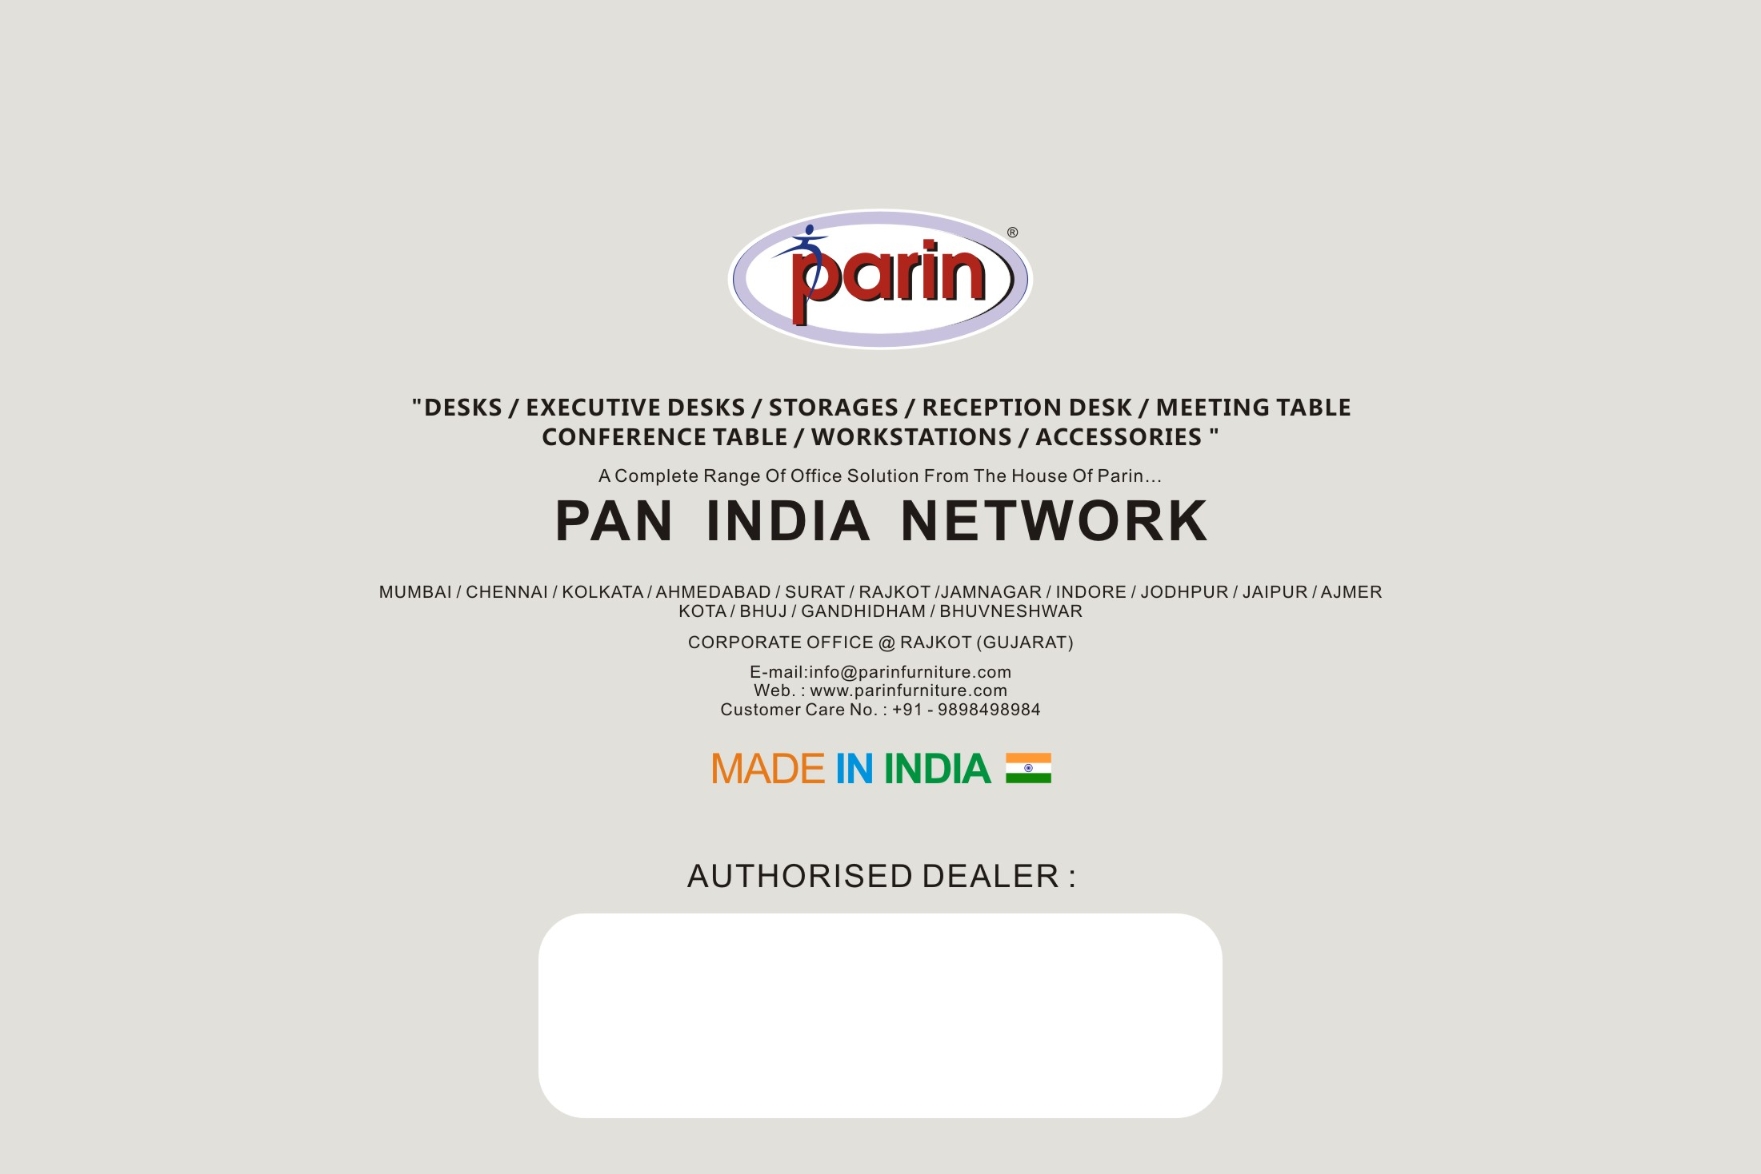 parin ®
"DESKS / EXECUTIVE DESKS / STORAGES / RECEPTION DESK / MEETING TABLE
CONFERENCE TABLE / WORKSTATIONS / ACCESSORIES "
A Complete Range Of Office Solution From The House Of Parin...
PAN INDIA NETWORK
MUMBAI / CHENNAI / KOLKATA / AHMEDABAD / SURAT / RAJKOT /JAMNAGAR / INDORE / JODHPUR / JAIPUR / AJMER
KOTA / BHUJ / GANDHIDHAM / BHUVNESHWAR
CORPORATE OFFICE @ RAJKOT (GUJARAT)
E-mail:info@parinfurniture.com
Web. : www.parinfurniture.com
Customer Care No. : +91 - 9898498984
MADE IN INDIA
AUTHORISED DEALER :